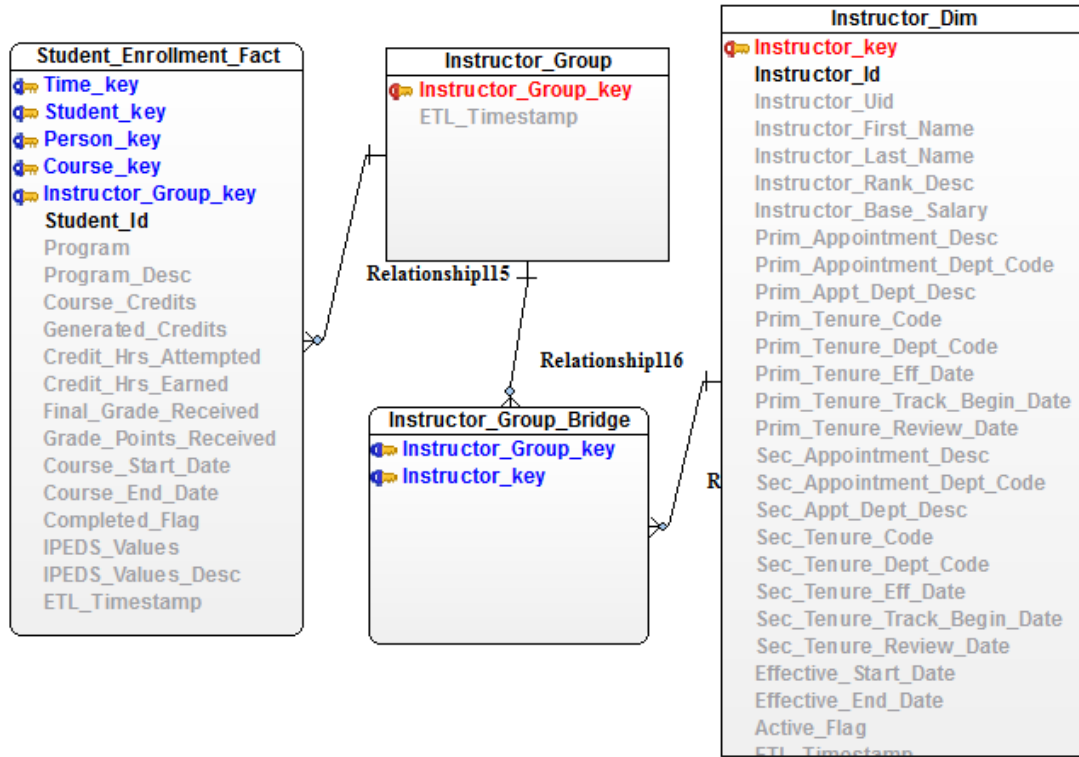 Student_Enrollment_Fact
Time_key
Student_key
Person_key
Course_key
Instructor_Group_key
Student_Id
Program
Program_Desc
Course_Credits
Generated_Credits
Credit_Hrs_Attempted
Credit_Hrs_Earned
Final_Grade_Received
Grade_Points_Received
Course_Start_Date
Course_End_Date
Completed_Flag
IPEDS_Values
IPEDS_Values_Desc
ETL_Timestamp
Instructor_Group
Instructor_Group_key
ETL_Timestamp
Relationship115
Relationship116
Instructor_Group_Bridge
Instructor_Group_key
Instructor_key
R
Instructor_Dim
Instructor_key
Instructor_Id
Instructor_Uid
Instructor_First_Name
Instructor_Last_Name
Instructor_Rank_Desc
Instructor_Base_Salary
Prim_Appointment_Desc
Prim_Appointment_Dept_Code
Prim_Appt_Dept_Desc
Prim_Tenure_Code
Prim_Tenure_Dept_Code
Prim_Tenure_Eff_Date
Prim_Tenure_Track_Begin_Date
Prim_Tenure_Review_Date
Sec_Appointment_Desc
Sec_Appointment_Dept_Code
Sec_Appt_Dept_Desc
Sec_Tenure_Code
Sec_Tenure_Dept_Code
Sec_Tenure_Eff_Date
Sec_Tenure_Track_Begin_Date
Sec_Tenure_Review_Date
Effective_Start_Date
Effective_End_Date
Active_Flag
ETL_Timestamp